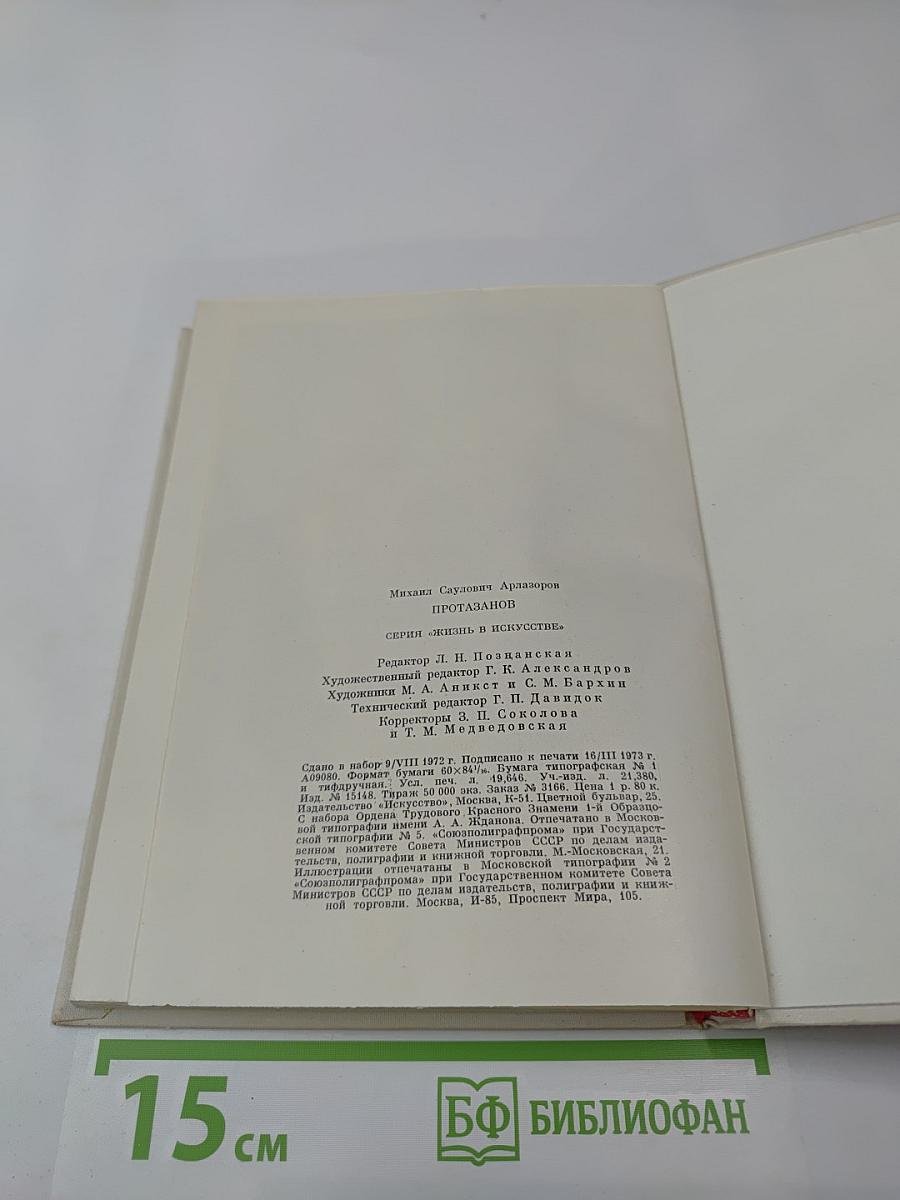 Михаил Саулович Арлазоров
ПРОТАЗАНОВ
СЕРИЯ «ЖИЗНЬ В ИСКУССТВЕ»
Редактор Л. Н. Познанская
Художественный редактор Г. К. Александров
Художники М. А. Аникст и С. М. Бархин
Технический редактор Г. П. Давидок
Корректоры З. П. Соколова
и Т. М. Медведовская
Сдано в набор 9/VIII 1972 г. Подписано к печати 16/III 1973 г.
А09080. Формат бумаги 60×84¹/₁₆. Бумага типографская № 1
и тифдручная. Усл. печ. л. 19,646. Уч.-изд. л. 21,380.
Изд. № 15148. Тираж 50 000 экз. Заказ № 3166. Цена 1 р. 80 к.
Издательство «Искусство», Москва, К-51. Цветной бульвар, 25.
С набора Ордена Трудового Красного Знамени 1-й Образцо-
вой типографии имени А. А. Жданова. Отпечатано в Москов-
ской типографии № 5. «Союзполиграфпрома» при Государст-
венном комитете Совета Министров СССР по делам изда-
тельств, полиграфии и книжной торговли. М.-Московская, 21.
Иллюстрации отпечатаны в Московской типографии № 2
«Союзполиграфпрома» при Государственном комитете Совета
Министров СССР по делам издательств, полиграфии и книж-
ной торговли. Москва, И-85, Проспект Мира, 105.
15 см
БФ БИБЛИОФАН